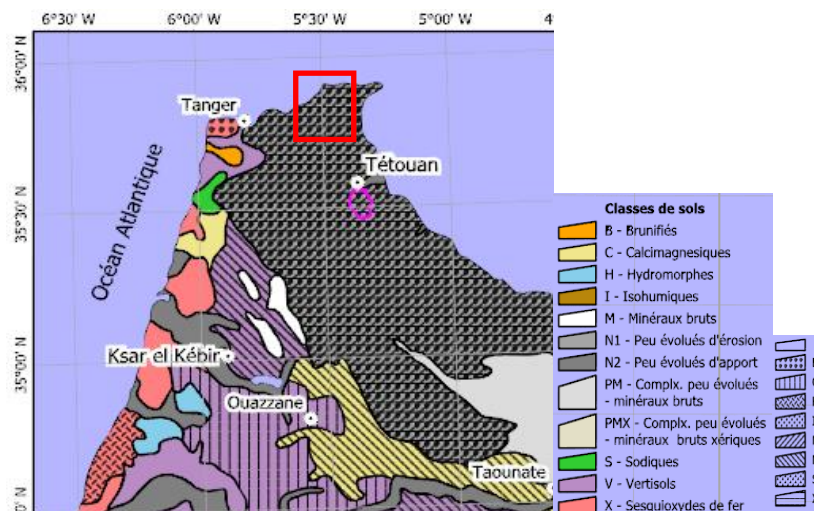 6°30' W
6°00' W
5°30' W
5°00' W
4
36°00' N
35°30' N
35°00' N
0' N
Tanger
Tétouan
Océan Atlantique
Ksar el Kébir
Ouazzane
Taounate
Classes de sols
B - Brunifiés
C - Calcimagnesiques
H - Hydromorphes
I - Isohumiques
M - Minéraux bruts
N1 - Peu évolués d'érosion
N2 - Peu évolués d'apport
PM - Complx. peu évolués
- minéraux bruts
PMX - Complx. peu évolués
- minéraux bruts xériques
S - Sodiques
V - Vertisols
X - Sesquioxydes de fer